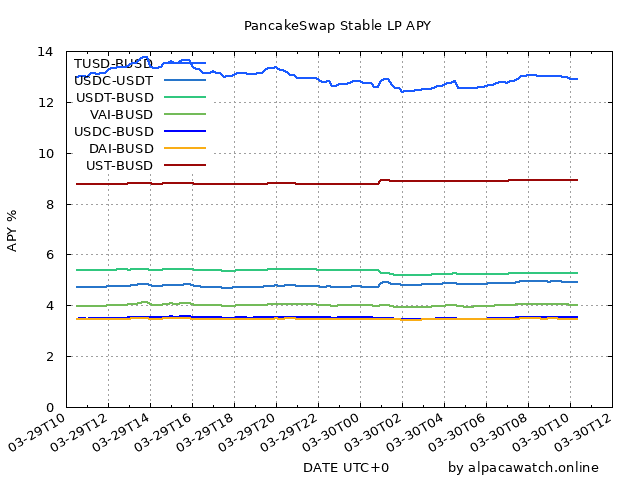 PancakeSwap Stable LP APY
14
12
10
8
6
4
2
0
APY %
TUSD-BUSD
USDC-USDT
USDT-BUSD
VAI-BUSD
USDC-BUSD
DAI-BUSD
UST-BUSD
03-29T10
03-29T12
03-29T14
03-29T16
03-29T18
03-29T20
03-29T22
03-30T00
03-30T02
03-30T04
03-30T06
03-30T08
03-30T10
03-30T12
DATE UTC+0
by alpacawatch.online